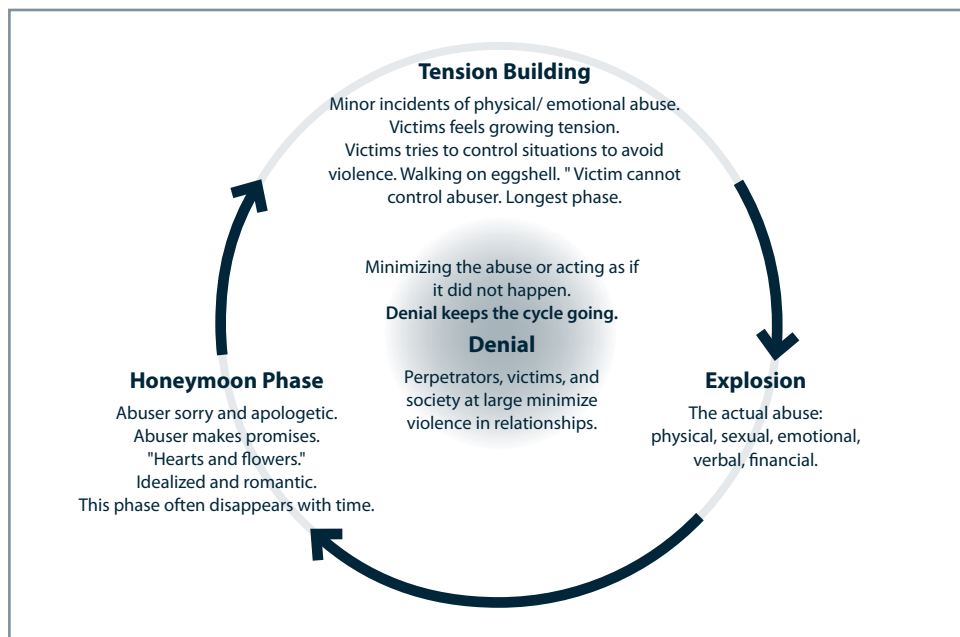 Tension Building
Minor incidents of physical/ emotional abuse.
Victims feels growing tension.
Victims tries to control situations to avoid
violence. Walking on eggshell. " Victim cannot
control abuser. Longest phase.
Minimizing the abuse or acting as if
it did not happen.
Denial keeps the cycle going.
Denial
Perpetrators, victims, and
society at large minimize
violence in relationships.
Honeymoon Phase
Abuser sorry and apologetic.
Abuser makes promises.
"Hearts and flowers."
Idealized and romantic.
This phase often disappears with time.
Explosion
The actual abuse:
physical, sexual, emotional,
verbal, financial.